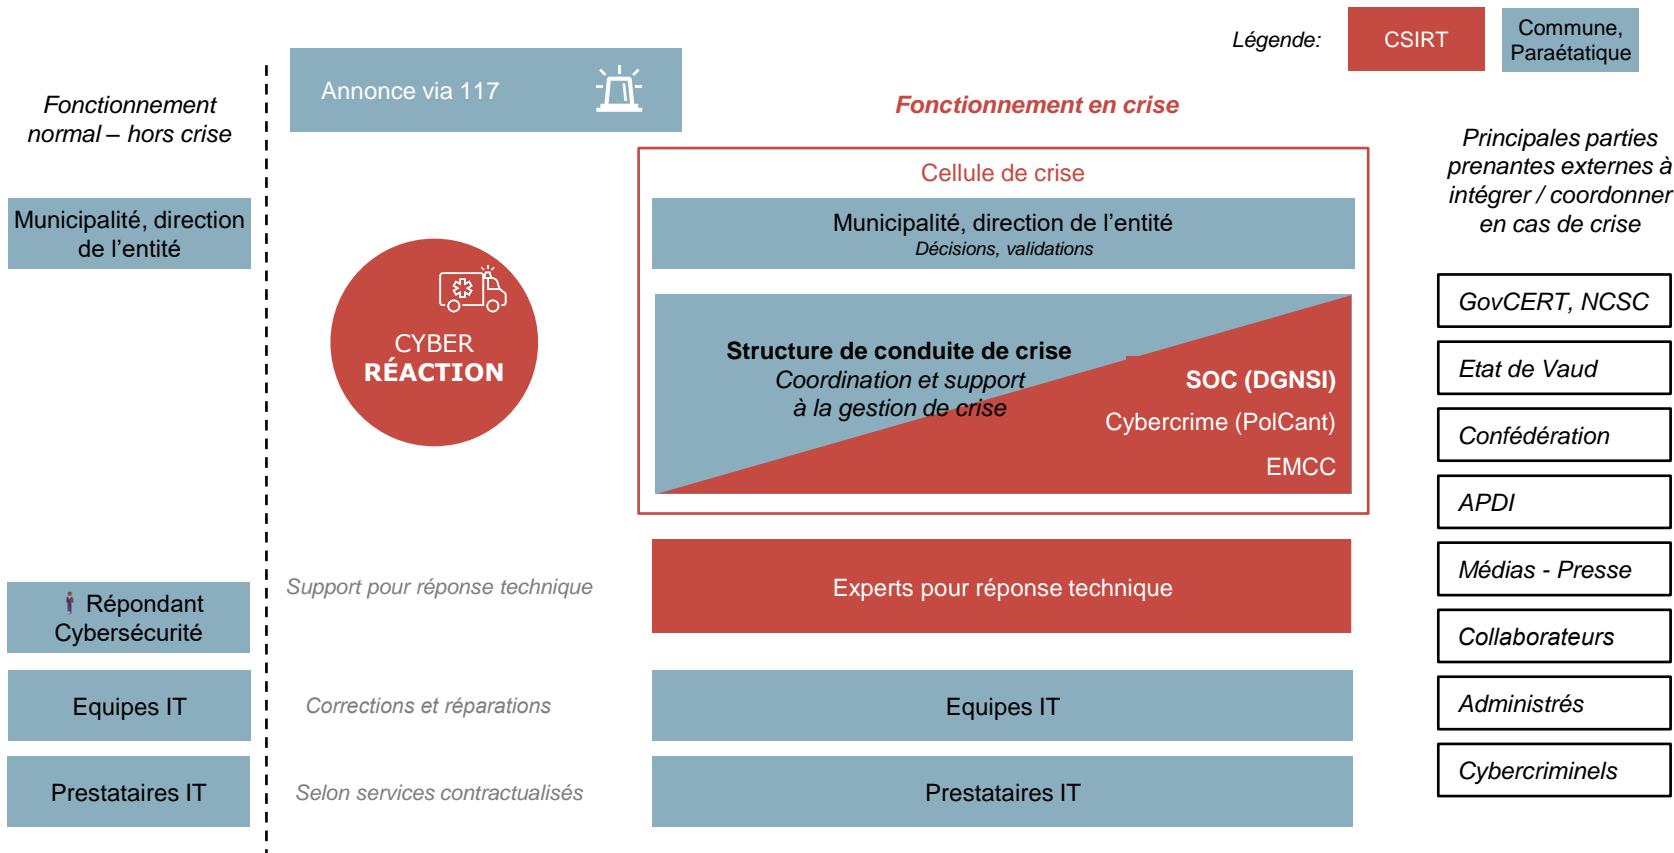 Légende:
CSIRT
Commune,
Paraétatique
Fonctionnement
normal – hors crise
Annonce via 117
Fonctionnement en crise
Principales parties
prenantes externes à
intégrer / coordonner
en cas de crise
Municipalité, direction
de l’entité
Cellule de crise
Municipalité, direction de l’entité
Décisions, validations
CYBER
RÉACTION
Structure de conduite de crise
Coordination et support
à la gestion de crise
SOC (DGNSI)
Cybercrime (PolCant)
EMCC
GovCERT, NCSC
Etat de Vaud
Confédération
APDI
Médias - Presse
Collaborateurs
Administrés
Cybercriminels
Répondant
Cybersécurité
Support pour réponse technique
Experts pour réponse technique
Equipes IT
Corrections et réparations
Equipes IT
Prestataires IT
Selon services contractualisés
Prestataires IT